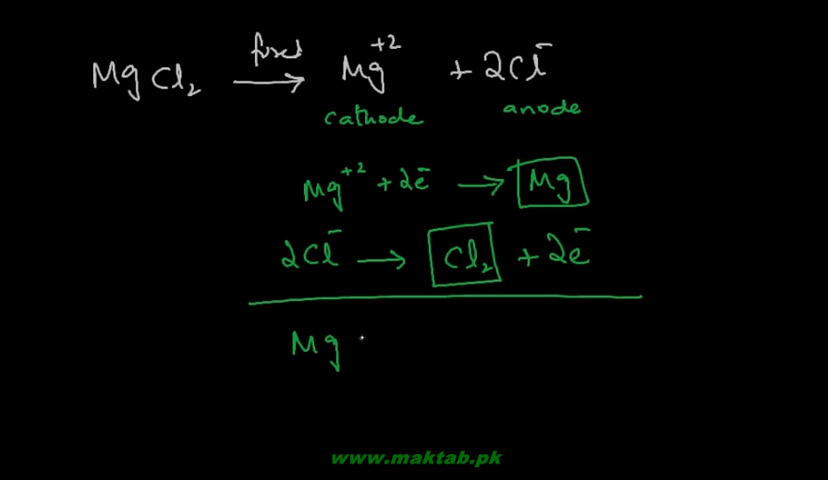 MgCl₂ —fused→ Mg⁺² + 2Cl⁻
cathode anode
Mg⁺² + 2e⁻ → Mg
2Cl⁻ → Cl₂ + 2e⁻
Mg
www.maktab.pk